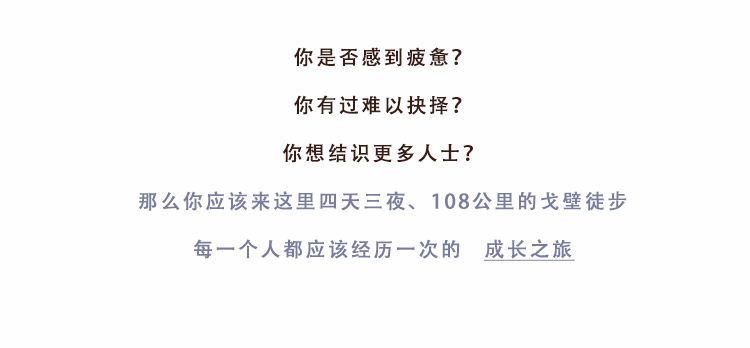 你是否感到疲惫？
你有过难以抉择？
你想结识更多人士？
那么你应该来这里四天三夜、108公里的戈壁徒步
每一个人都应该经历一次的 成长之旅